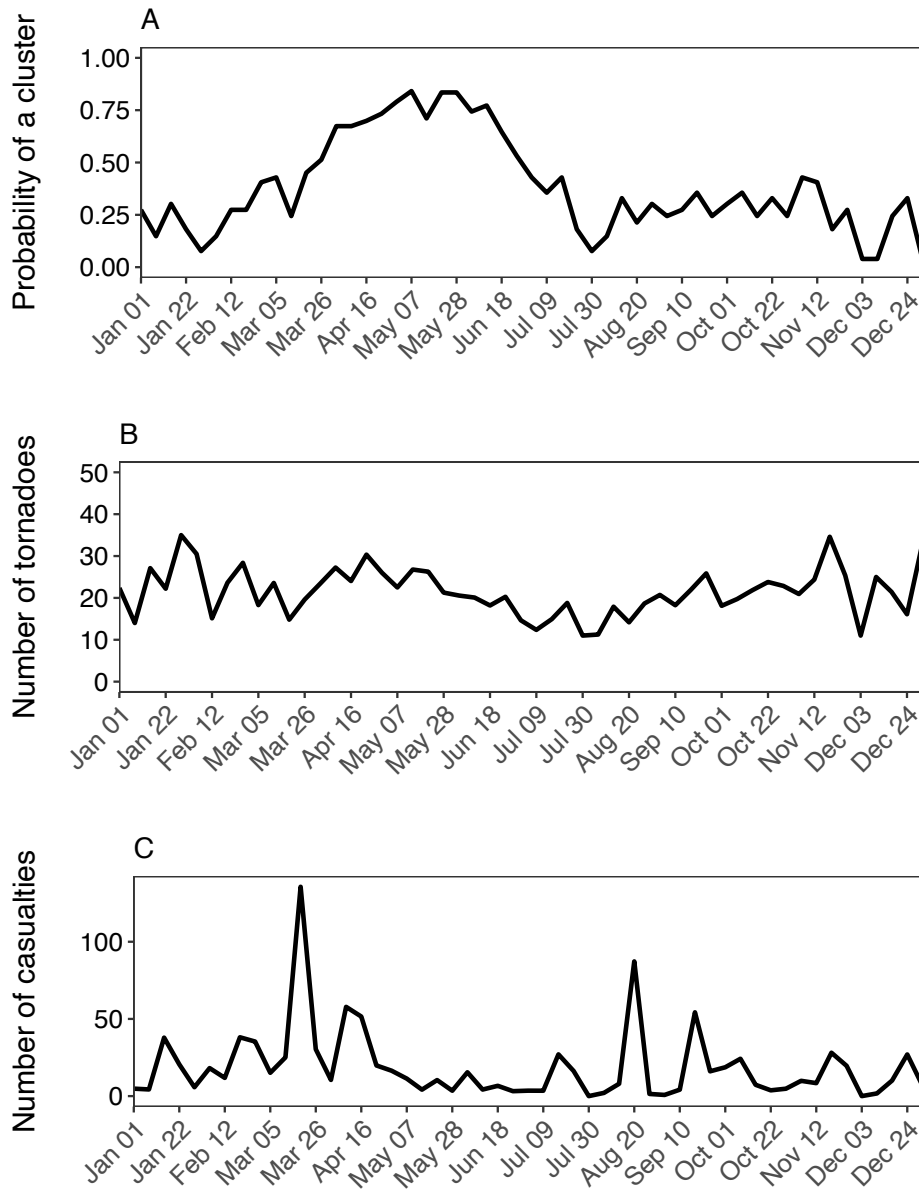 A
Probability of a cluster
1.00
0.75
0.50
0.25
0.00
Jan 01
Jan 22
Feb 12
Mar 05
Mar 26
Apr 16
May 07
May 28
Jun 18
Jul 09
Jul 30
Aug 20
Sep 10
Oct 01
Oct 22
Nov 12
Dec 03
Dec 24
B
Number of tornadoes
50
40
30
20
10
0
Jan 01
Jan 22
Feb 12
Mar 05
Mar 26
Apr 16
May 07
May 28
Jun 18
Jul 09
Jul 30
Aug 20
Sep 10
Oct 01
Oct 22
Nov 12
Dec 03
Dec 24
C
Number of casualties
100
50
0
Jan 01
Jan 22
Feb 12
Mar 05
Mar 26
Apr 16
May 07
May 28
Jun 18
Jul 09
Jul 30
Aug 20
Sep 10
Oct 01
Oct 22
Nov 12
Dec 03
Dec 24